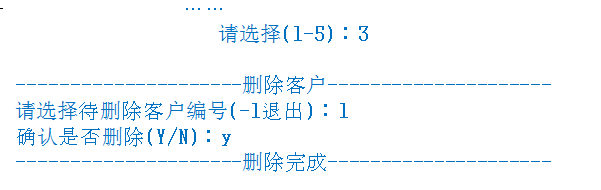 ……
请选择(1-5)：3
---------------------删除客户---------------------
请选择待删除客户编号(-1退出)：1
确认是否删除(Y/N)：y
---------------------删除完成---------------------